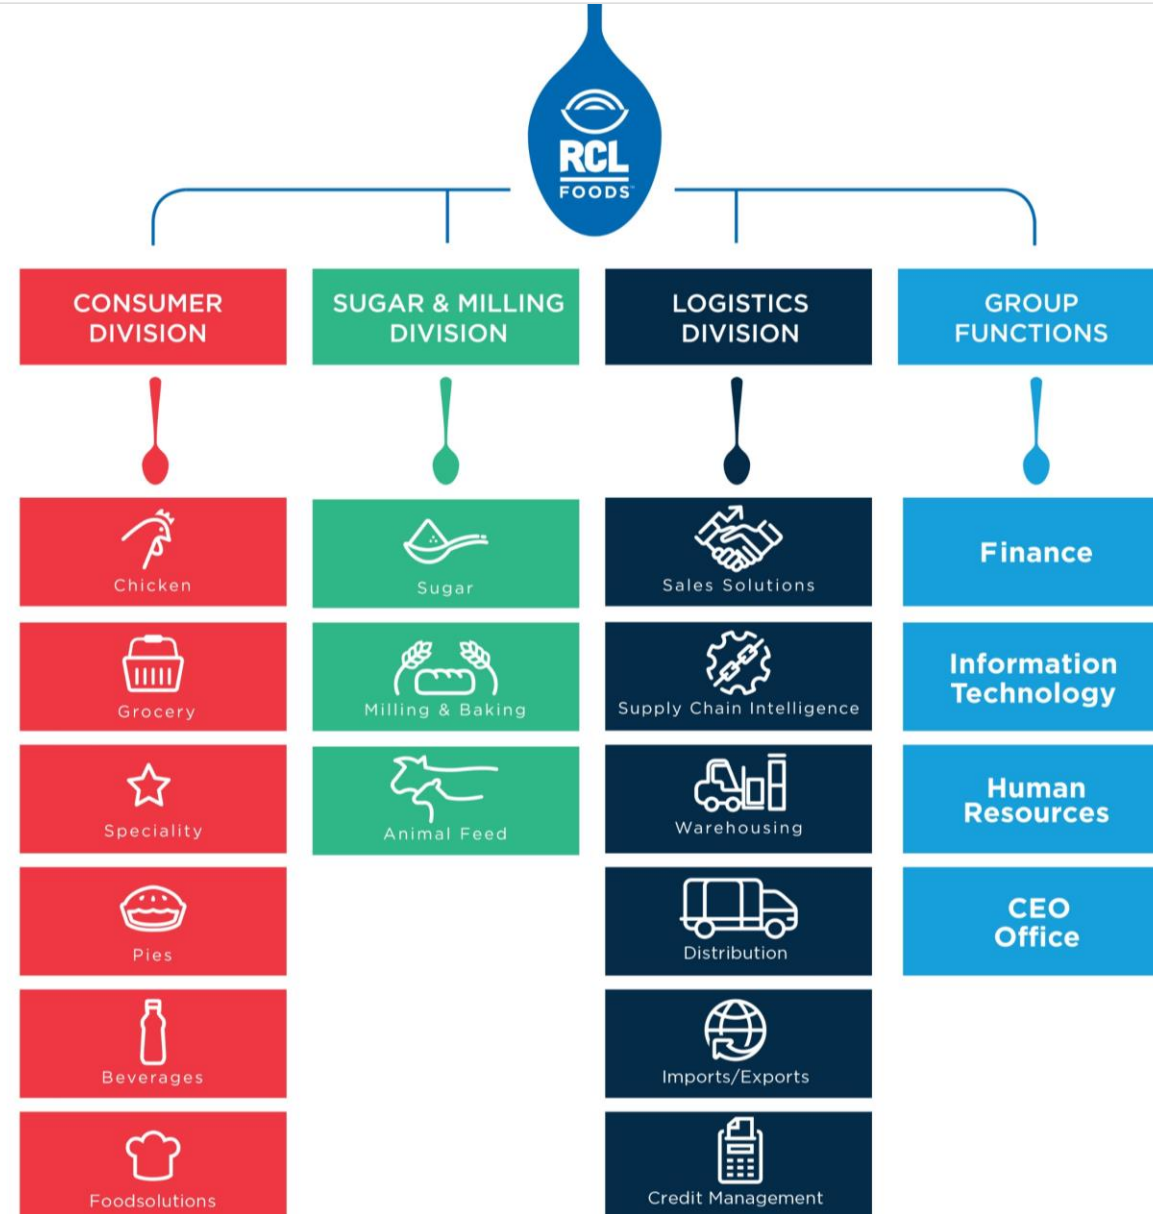 RCL
FOODS™
CONSUMER
DIVISION
SUGAR & MILLING
DIVISION
LOGISTICS
DIVISION
GROUP
FUNCTIONS
Chicken
Grocery
Speciality
Pies
Beverages
Foodsolutions
Sugar
Milling & Baking
Animal Feed
Sales Solutions
Supply Chain Intelligence
Warehousing
Distribution
Imports/Exports
Credit Management
Finance
Information
Technology
Human
Resources
CEO
Office